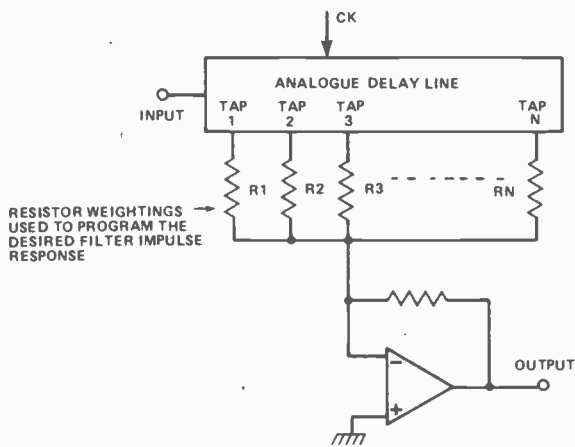 CK
ANALOGUE DELAY LINE
INPUT
TAP TAP TAP TAP
1 2 3 N
R1 R2 R3 RN
RESISTOR WEIGHTINGS
USED TO PROGRAM THE
DESIRED FILTER IMPULSE
RESPONSE
−
+
OUTPUT